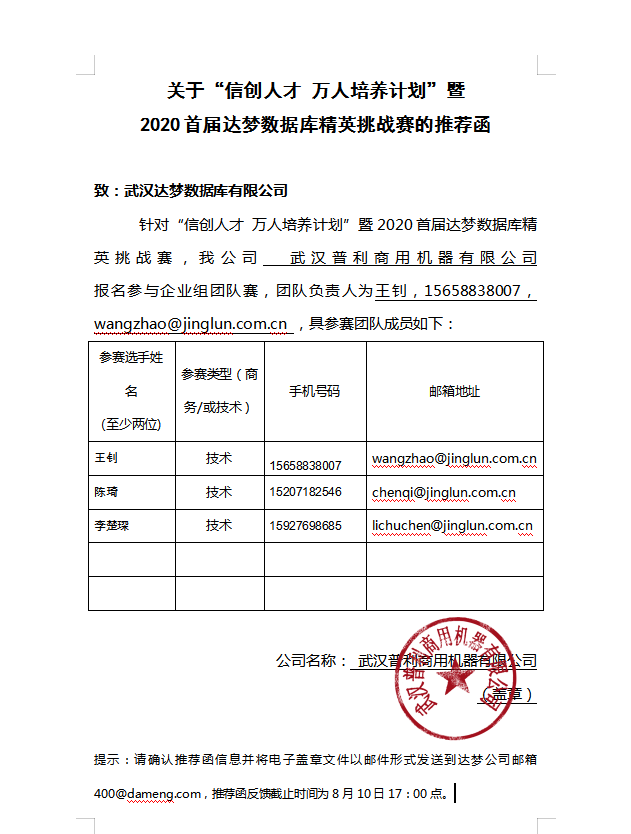 关于“信创人才 万人培养计划”暨
2020首届达梦数据库精英挑战赛的推荐函
致：武汉达梦数据库有限公司
针对“信创人才 万人培养计划”暨2020首届达梦数据库精
英挑战赛，我公司 武汉普利商用机器有限公司
报名参与企业组团队赛，团队负责人为王钊，15658838007，
wangzhao@jinglun.com.cn ，具参赛团队成员如下：
参赛选手姓
名
(至少两位)
参赛类型（商
务/或技术）
手机号码
邮箱地址
王钊 技术 15658838007 wangzhao@jinglun.com.cn
陈琦 技术 15207182546 chenqi@jinglun.com.cn
李楚琛 技术 15927698685 lichuchen@jinglun.com.cn
公司名称： 武汉普利商用机器有限公司
（盖章）
武汉普利商用机器有限公司
提示：请确认推荐函信息并将电子盖章文件以邮件形式发送到达梦公司邮箱
400@dameng.com，推荐函反馈截止时间为8月10日17：00点。